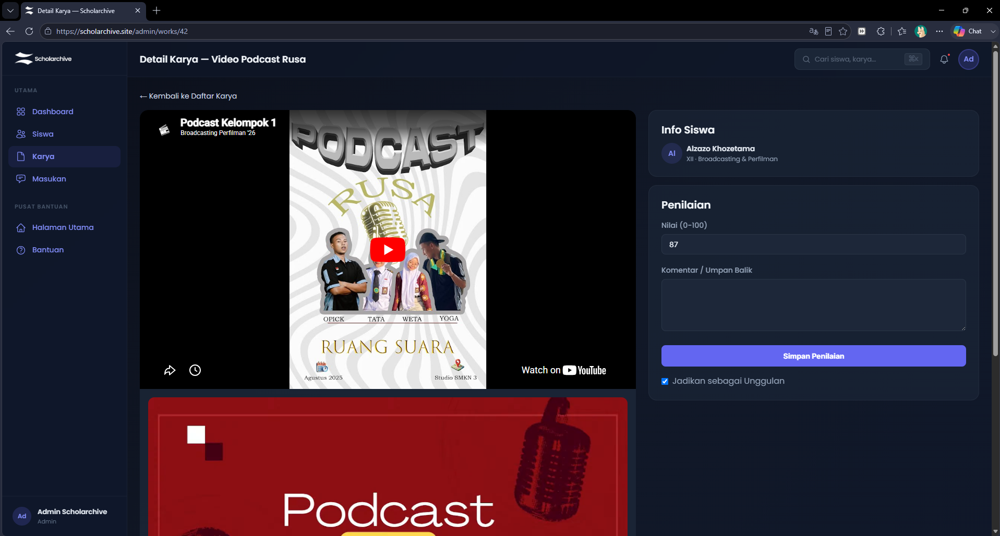 Detail Karya — Scholarchive
https://scholarchive.site/admin/works/42
Chat
Scholarchive
Detail Karya — Video Podcast Rusa
Cari siswa, karya...
⌘K
Ad
UTAMA
Dashboard
Siswa
Karya
Masukan
PUSAT BANTUAN
Halaman Utama
Bantuan
Ad
Admin Scholarchive
Admin
← Kembali ke Daftar Karya
Podcast Kelompok 1
Broadcasting Perfilman '26
PODCAST
RUSA
OPICK TATA WETA YOGA
RUANG SUARA
Agustus 2025
Studio SMKN 3
Watch on YouTube
Podcast
Info Siswa
Al
Alzazo Khozetama
XII · Broadcasting & Perfilman
Penilaian
Nilai (0-100)
87
Komentar / Umpan Balik
Simpan Penilaian
Jadikan sebagai Unggulan